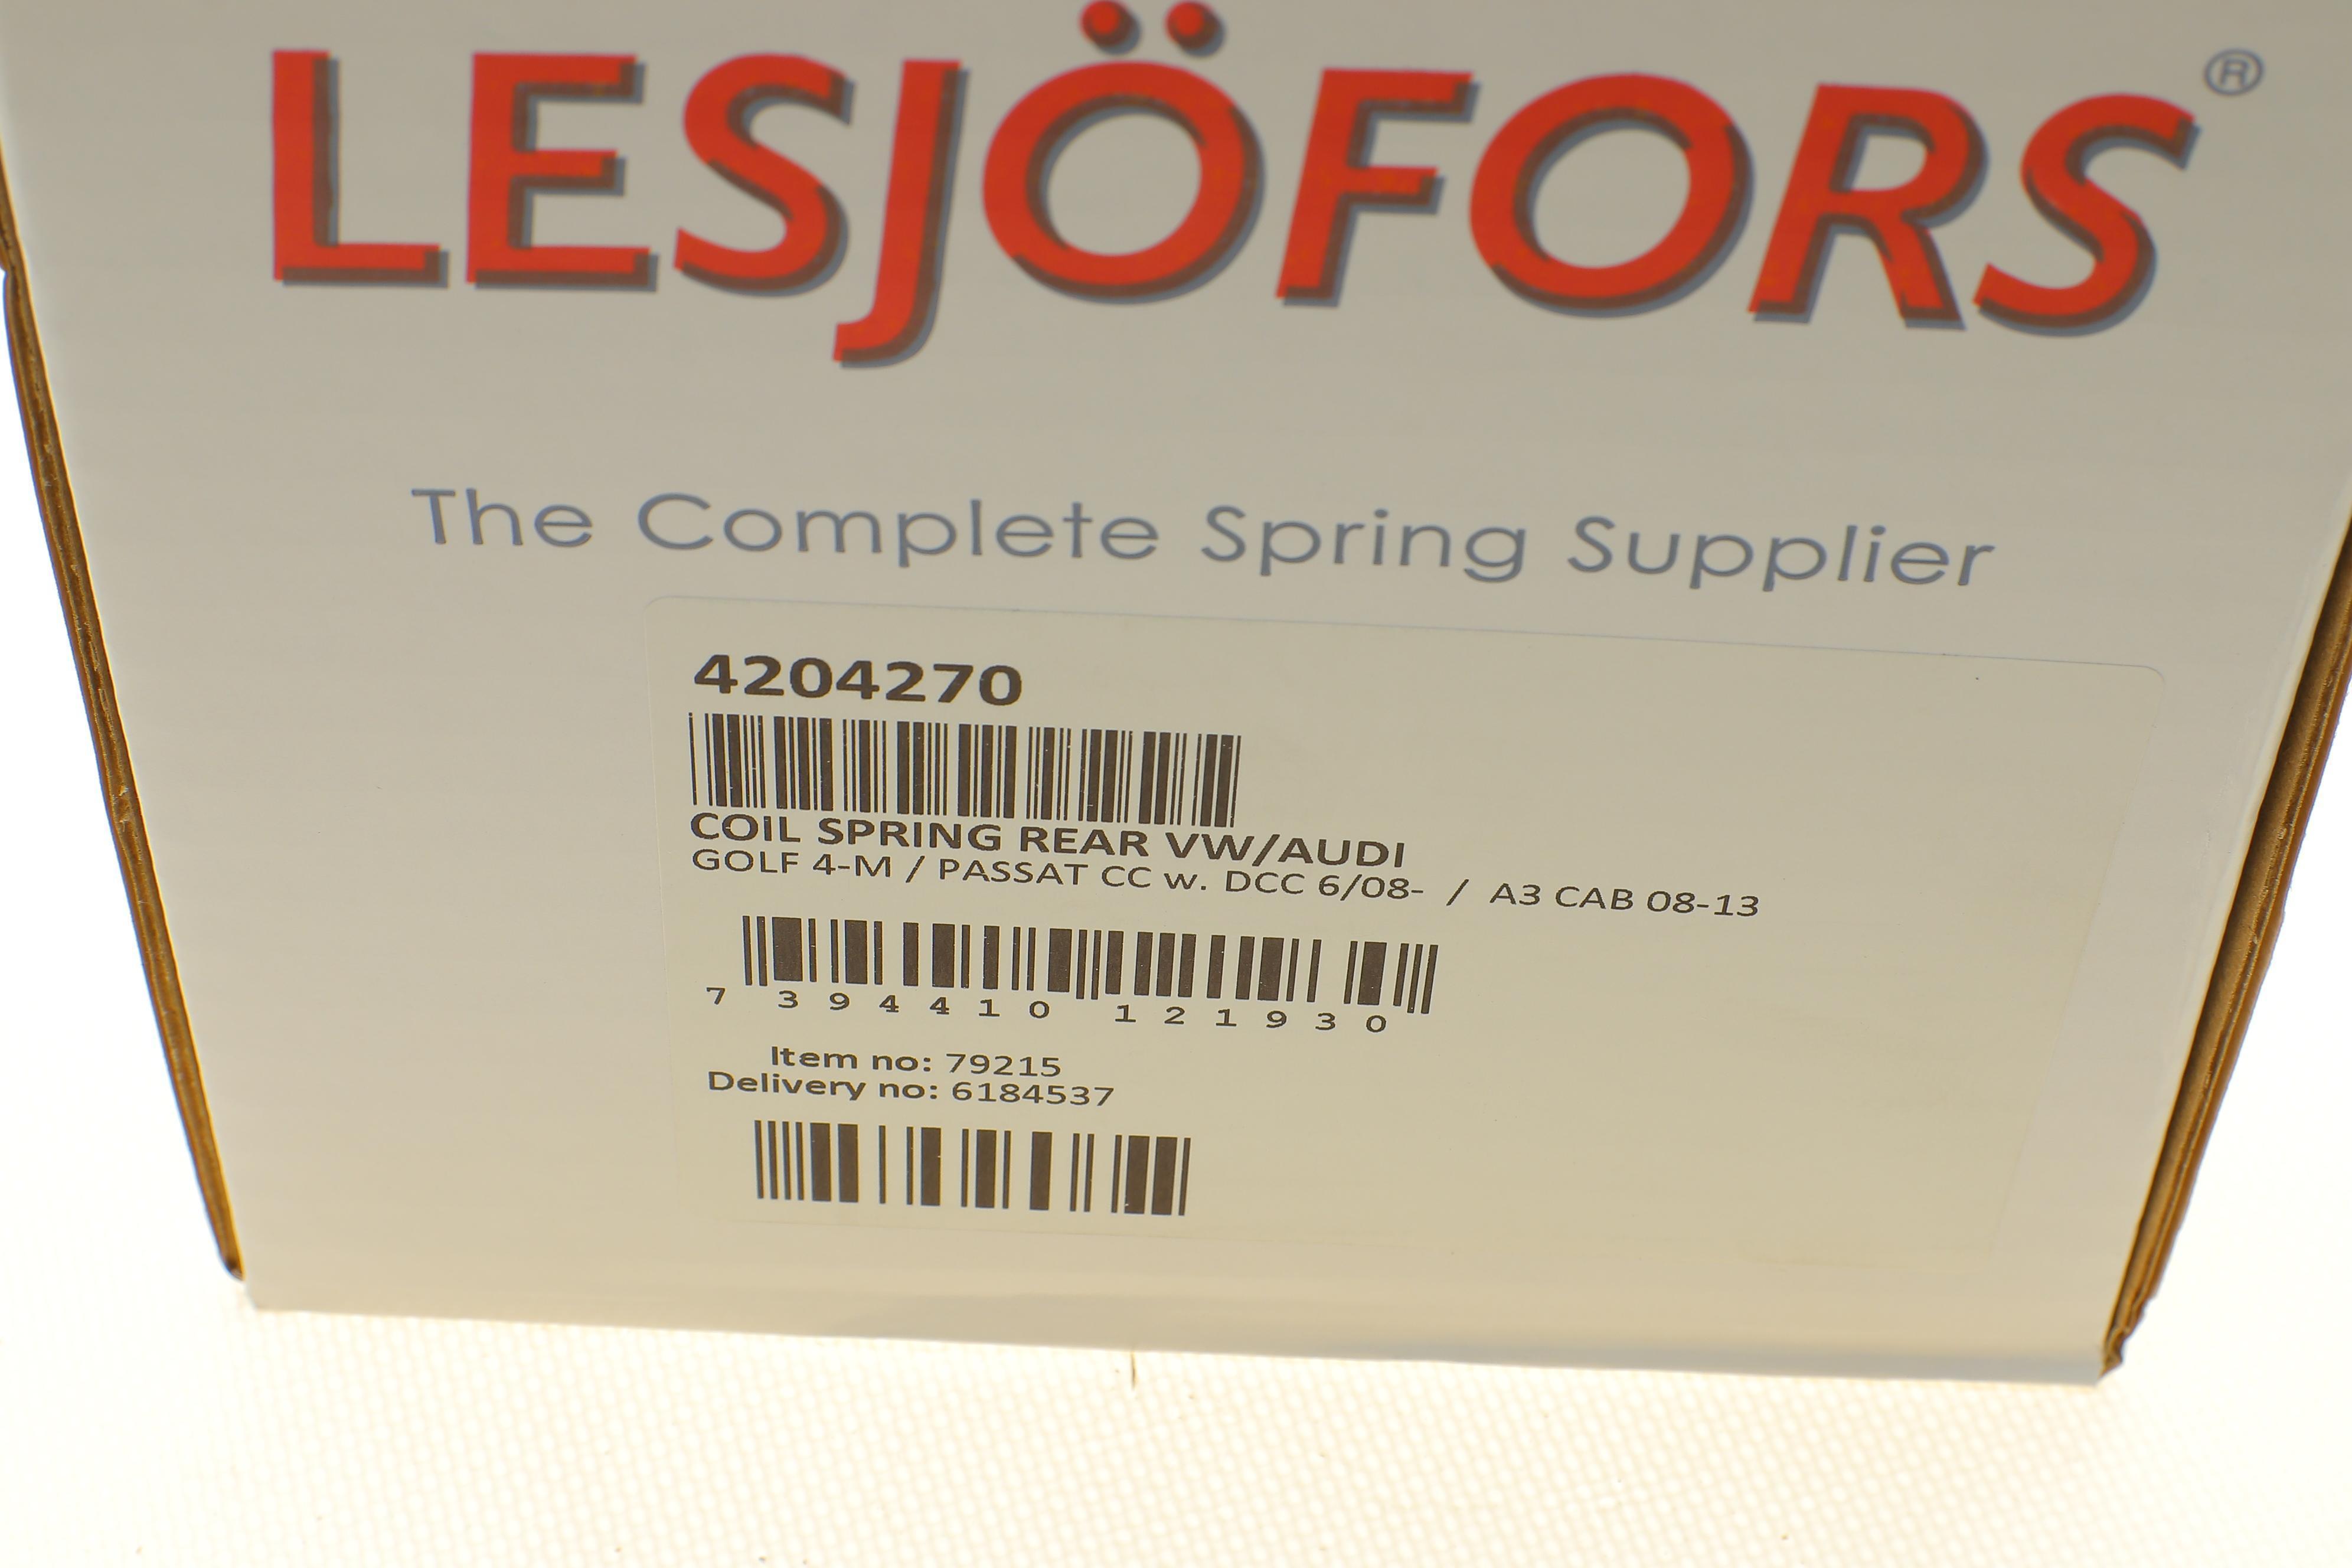 LESJÖFORS®
The Complete Spring Supplier
4204270
COIL SPRING REAR VW/AUDI
GOLF 4-M / PASSAT CC w. DCC 6/08- / A3 CAB 08-13
7 394410 121930
Item no: 79215
Delivery no: 6184537